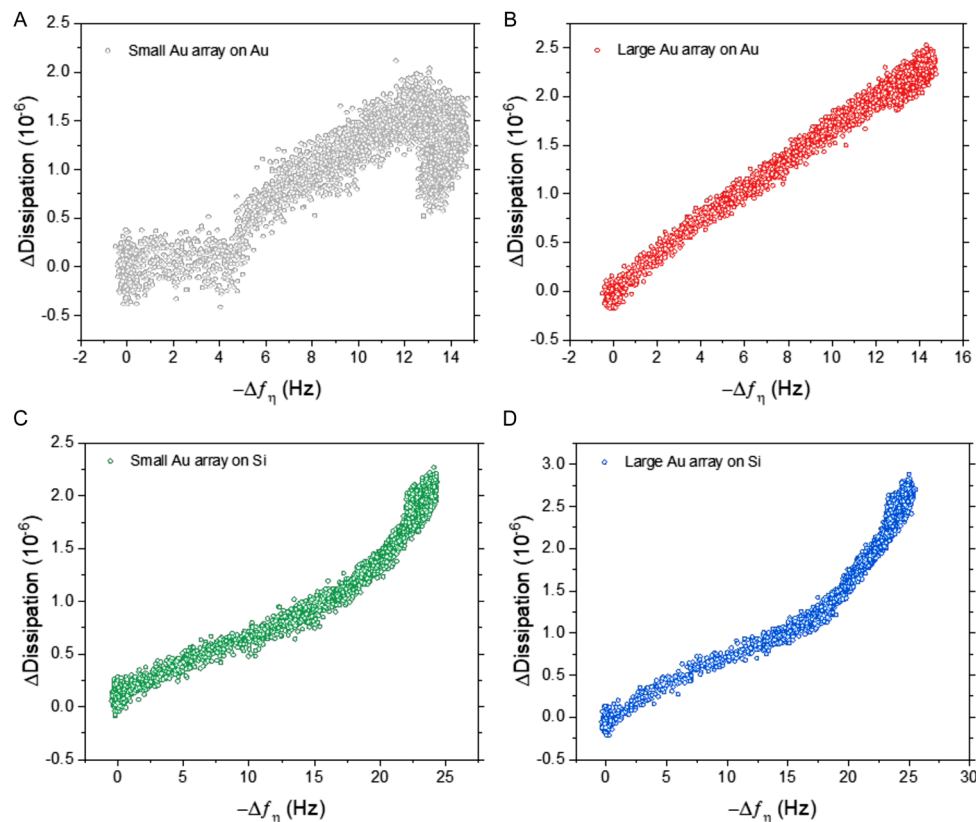 A
Small Au array on Au
2.5
2.0
1.5
1.0
0.5
0.0
-0.5
ΔDissipation (10⁻⁶)
-2 0 2 4 6 8 10 12 14
−Δf_η (Hz)
B
Large Au array on Au
2.5
2.0
1.5
1.0
0.5
0.0
-0.5
ΔDissipation (10⁻⁶)
-2 0 2 4 6 8 10 12 14 16
−Δf_η (Hz)
C
Small Au array on Si
2.5
2.0
1.5
1.0
0.5
0.0
-0.5
ΔDissipation (10⁻⁶)
0 5 10 15 20 25
−Δf_η (Hz)
D
Large Au array on Si
3.0
2.5
2.0
1.5
1.0
0.5
0.0
-0.5
ΔDissipation (10⁻⁶)
0 5 10 15 20 25 30
−Δf_η (Hz)